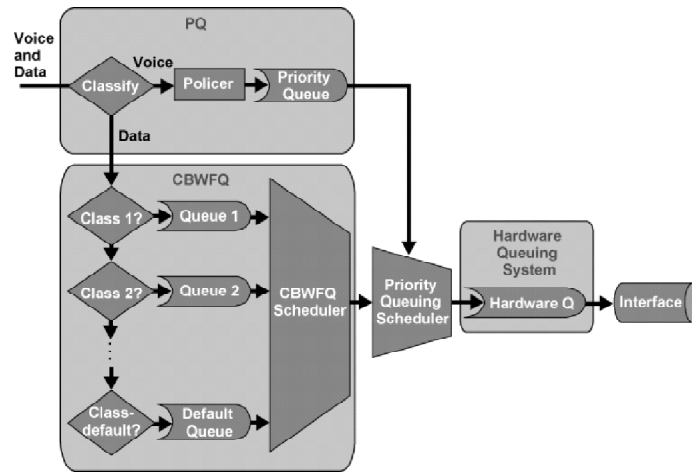 PQ
Voice
and
Data
Classify
Voice
Policer
Priority
Queue
Data
CBWFQ
Class 1?
Queue 1
Class 2?
Queue 2
Class-
default?
Default
Queue
CBWFQ
Scheduler
Priority
Queuing
Scheduler
Hardware
Queuing
System
Hardware Q
Interface